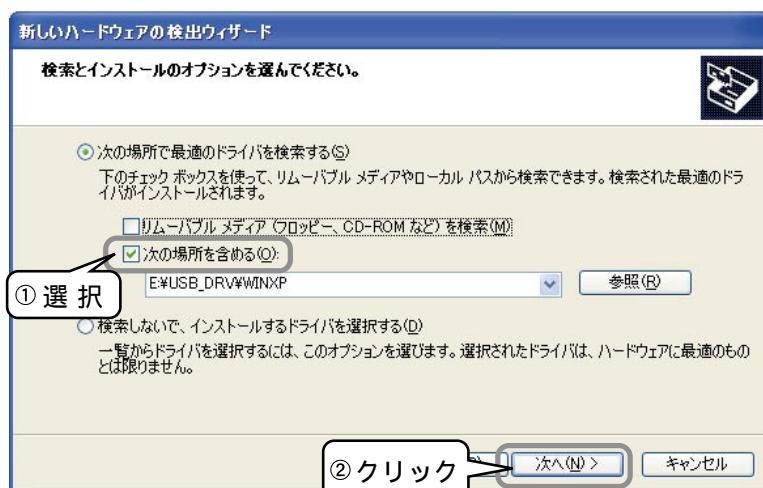 新しいハードウェアの検出ウィザード
検索とインストールのオプションを選んでください。
次の場所で最適のドライバを検索する(S)
下のチェック ボックスを使って、リムーバブル メディアやローカル パスから検索できます。検索された最適のドラ
イバがインストールされます。
リムーバブル メディア (フロッピー、CD-ROM など) を検索(M)
次の場所を含める(O):
①選択
E:¥USB_DRV¥WINXP
参照(R)
検索しないで、インストールするドライバを選択する(D)
一覧からドライバを選択するには、このオプションを選びます。選択されたドライバは、ハードウェアに最適のもの
とは限りません。
②クリック
次へ(N) >
キャンセル